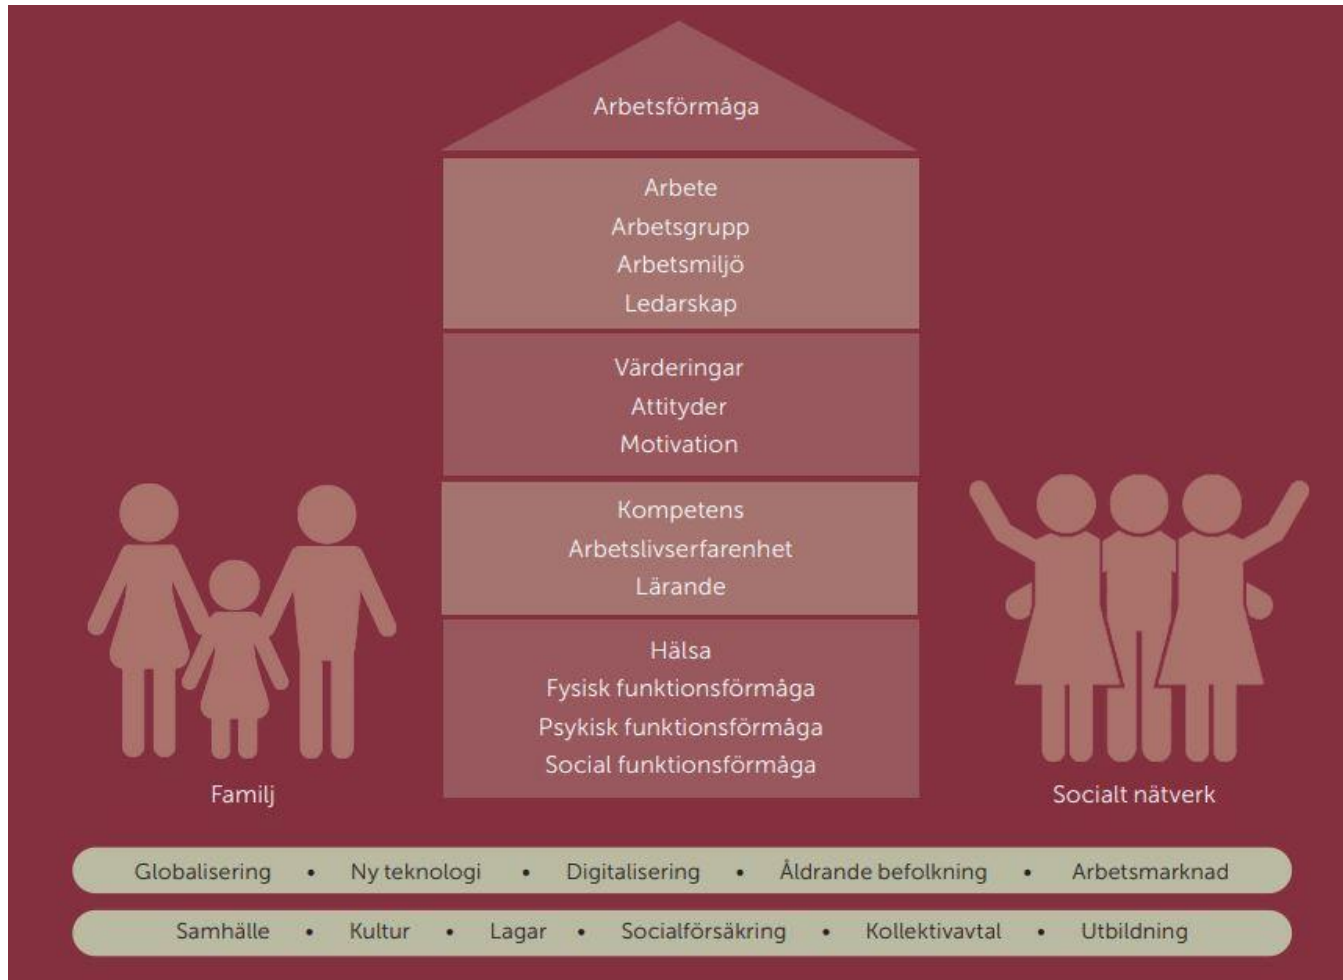 Arbetsförmåga
Arbete
Arbetsgrupp
Arbetsmiljö
Ledarskap
Värderingar
Attityder
Motivation
Kompetens
Arbetslivserfarenhet
Lärande
Hälsa
Fysisk funktionsförmåga
Psykisk funktionsförmåga
Social funktionsförmåga
Familj
Socialt nätverk
Globalisering • Ny teknologi • Digitalisering • Åldrande befolkning • Arbetsmarknad
Samhälle • Kultur • Lagar • Socialförsäkring • Kollektivavtal • Utbildning